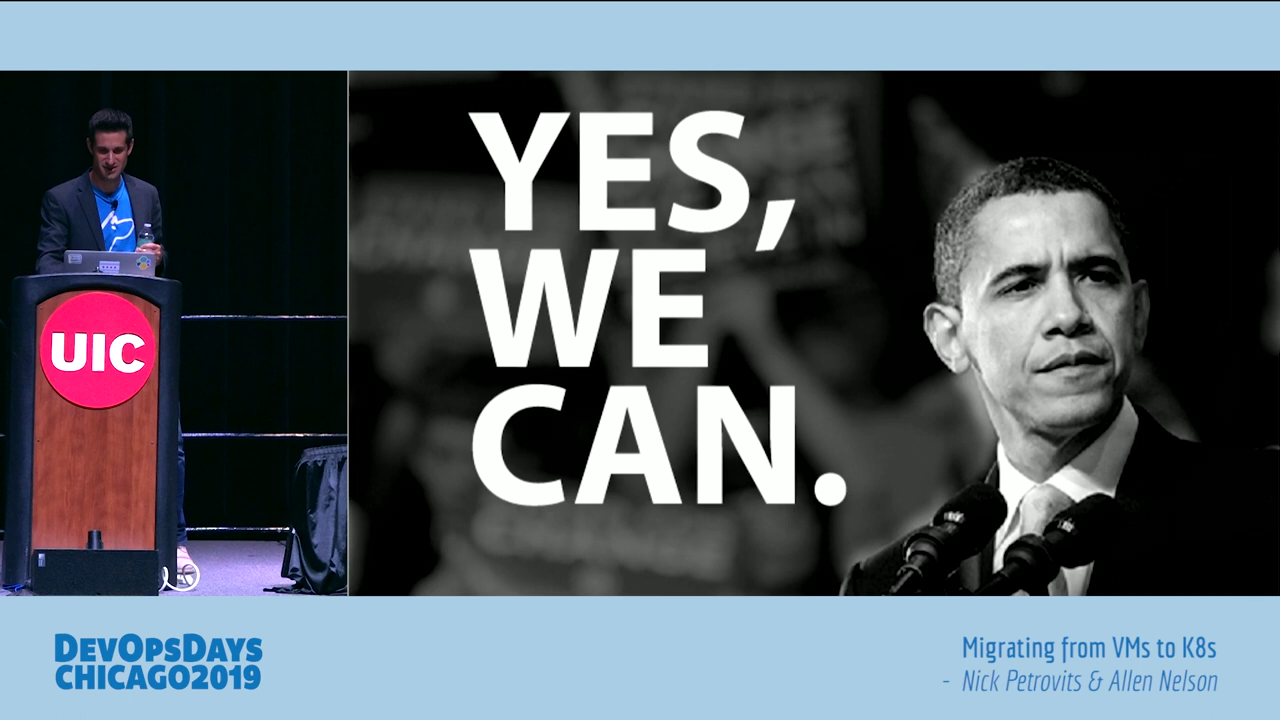 YES,
WE
CAN.
UIC
DEVOPSDAYS
CHICAGO2019
Migrating from VMs to K8s
- Nick Petrovits & Allen Nelson